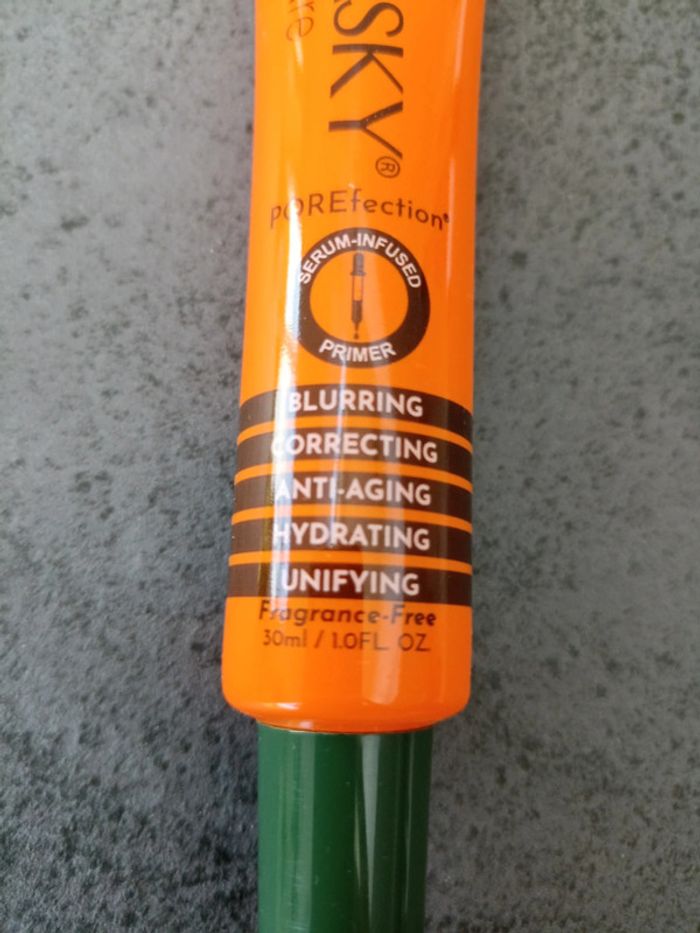 SKY®
POREfection®
SERUM-INFUSED
PRIMER
BLURRING
CORRECTING
ANTI-AGING
HYDRATING
UNIFYING
Fragrance-Free
30ml / 1.0FL. OZ.